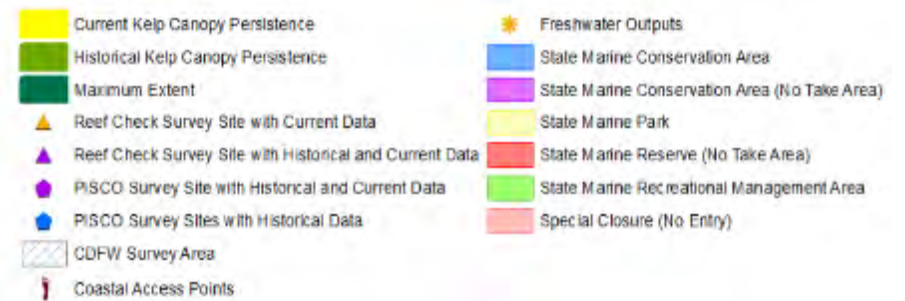 Current Kelp Canopy Persistence
Historical Kelp Canopy Persistence
Maximum Extent
Reef Check Survey Site with Current Data
Reef Check Survey Site with Historical and Current Data
PISCO Survey Site with Historical and Current Data
PISCO Survey Sites with Historical Data
CDFW Survey Area
Coastal Access Points
Freshwater Outputs
State Marine Conservation Area
State Marine Conservation Area (No Take Area)
State Marine Park
State Marine Reserve (No Take Area)
State Marine Recreational Management Area
Special Closure (No Entry)